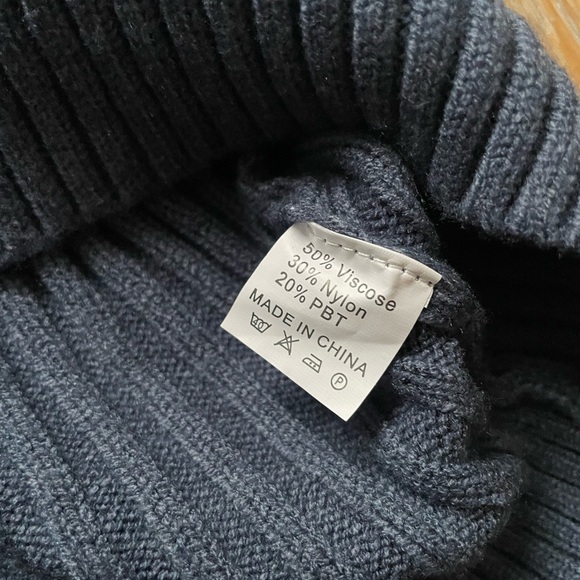 50% Viscose
30% Nylon
20% PBT
MADE IN CHINA
P